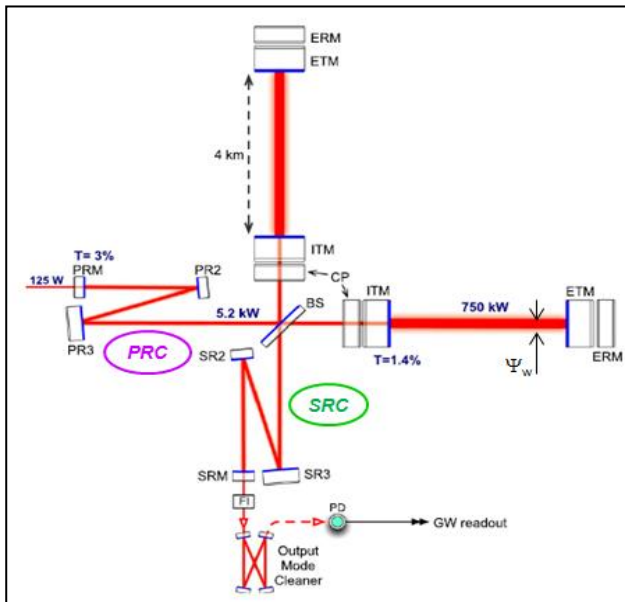 ERM
ETM
4 km
ITM
T= 3%
PRM
PR2
125 W
CP
ITM
ETM
BS
5.2 kW
750 kW
PR3
PRC
SR2
T=1.4%
Ψw
ERM
SRC
SRM
SR3
FI
PD
GW readout
Output
Mode
Cleaner